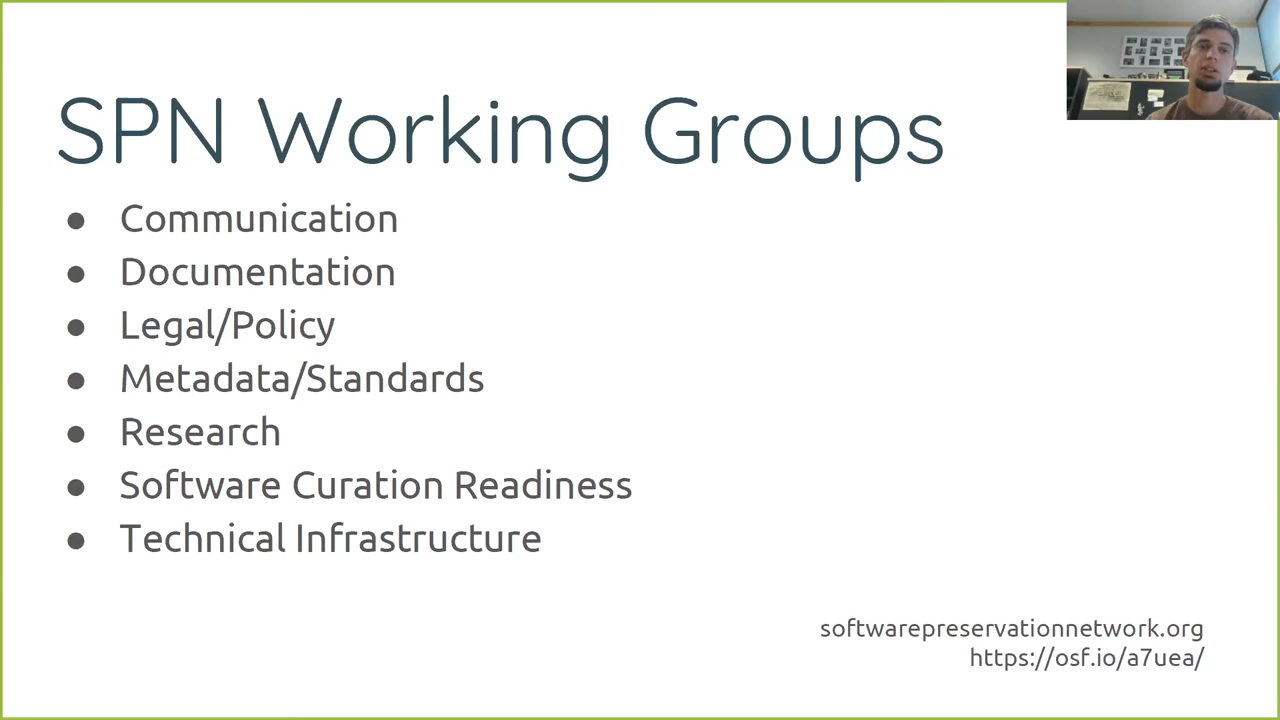 SPN Working Groups
● Communication
● Documentation
● Legal/Policy
● Metadata/Standards
● Research
● Software Curation Readiness
● Technical Infrastructure
softwarepreservationnetwork.org
https://osf.io/a7uea/